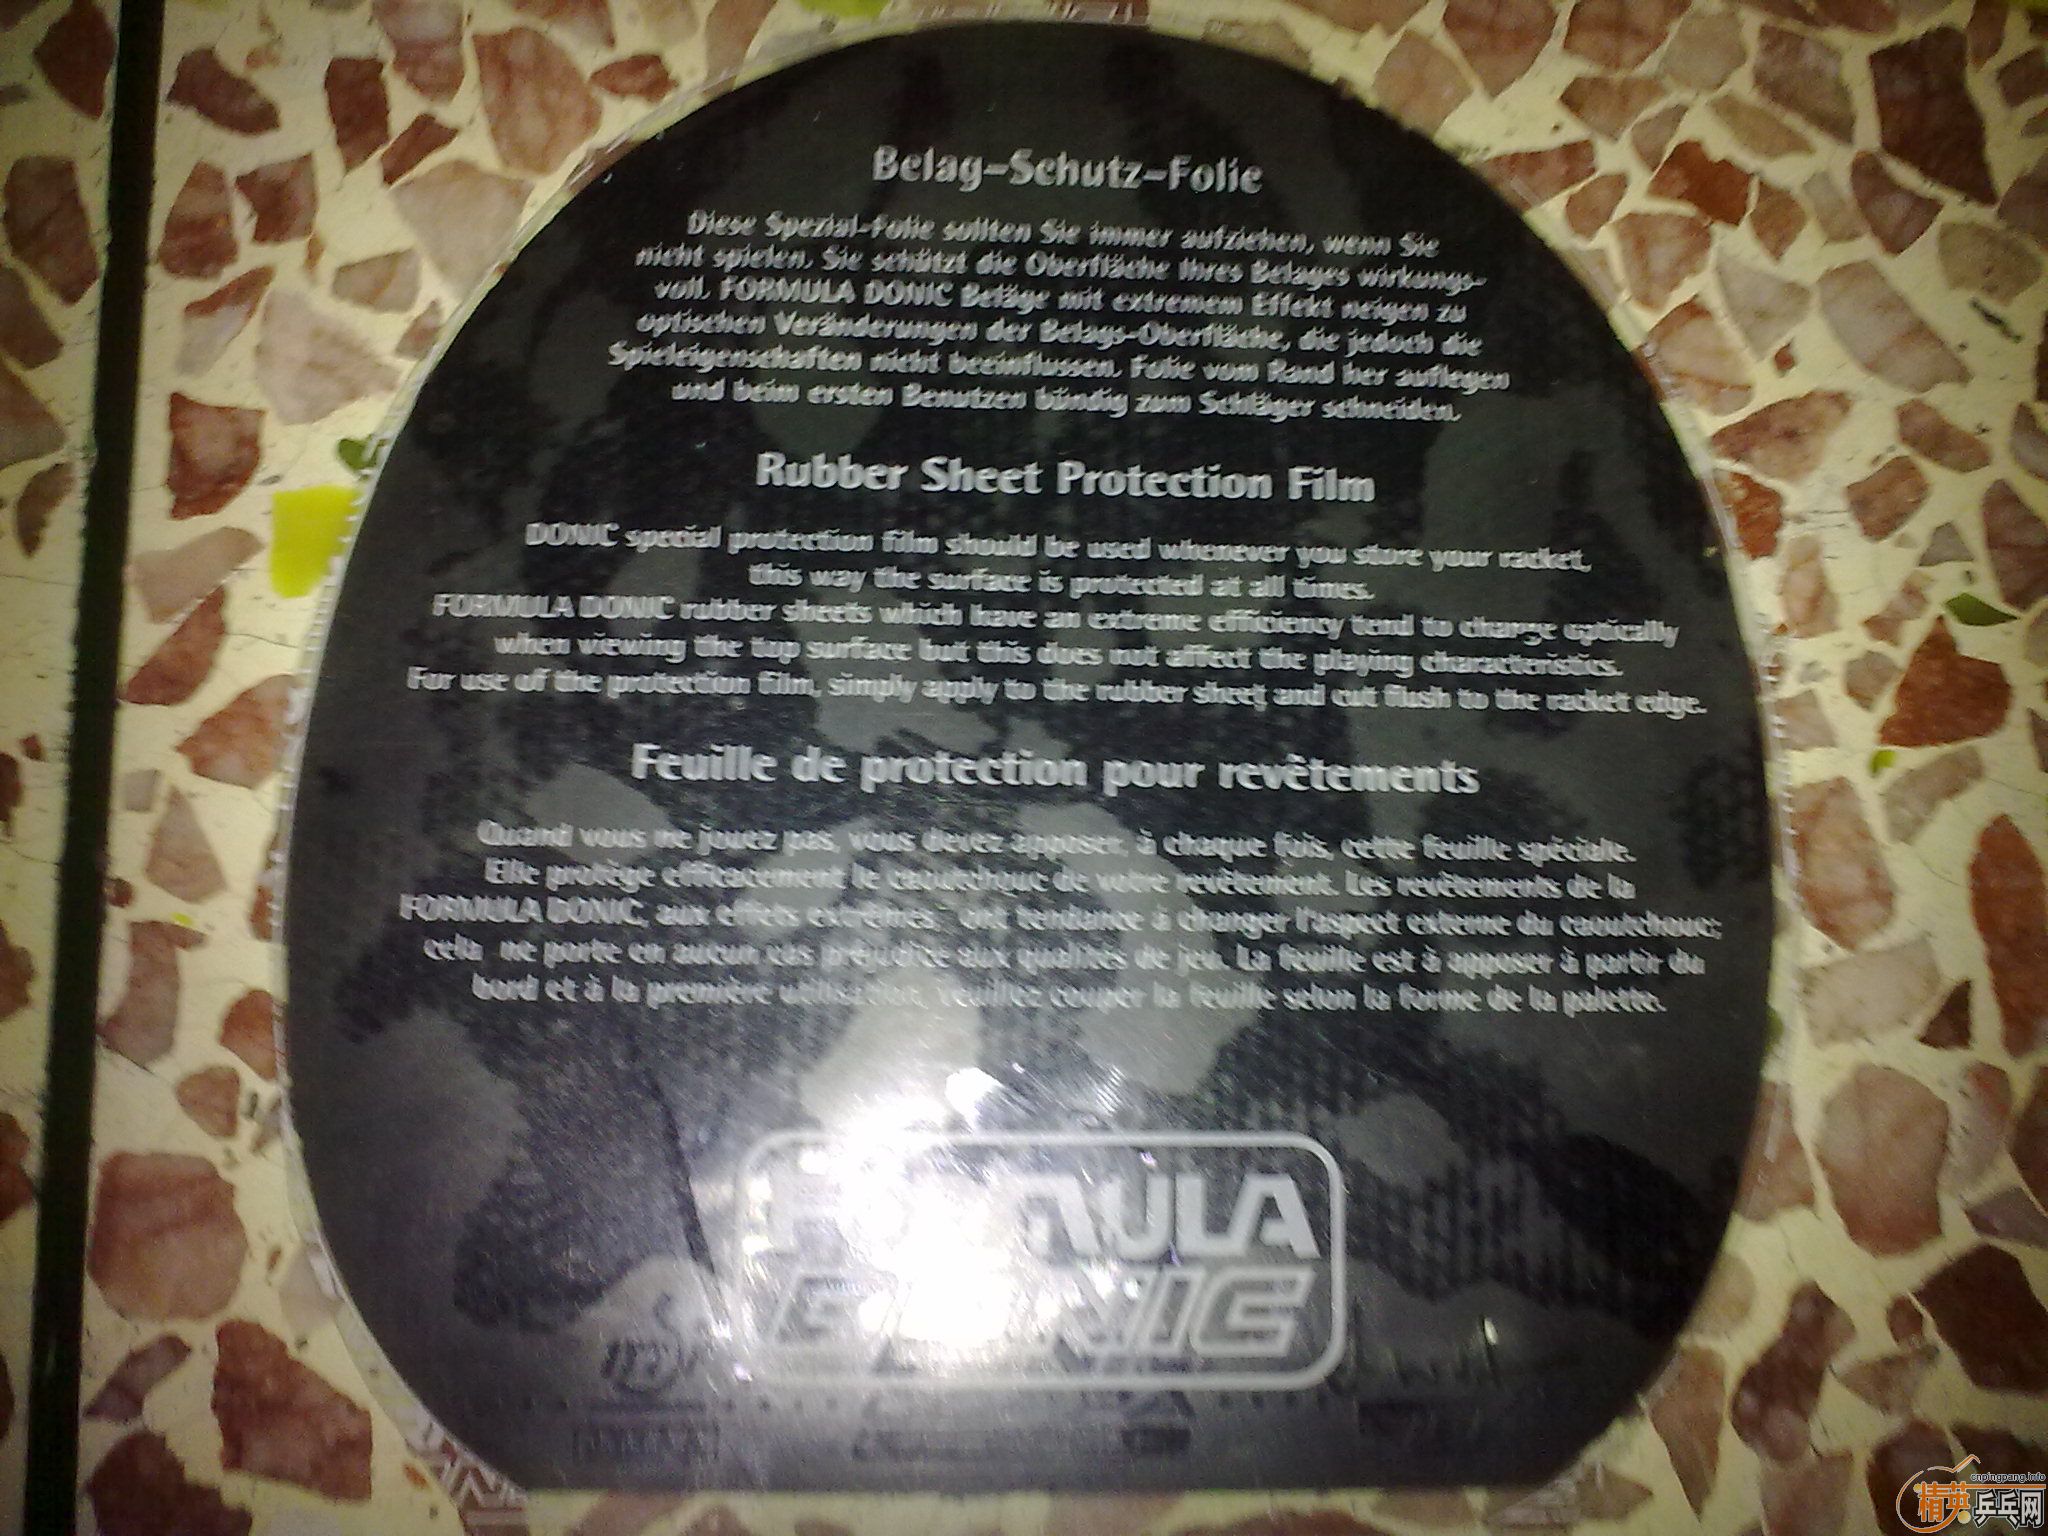 Belag-Schutz-Folie
Diese Spezial-Folie sollten Sie immer aufziehen, wenn Sie
nicht spielen. Sie schützt die Oberfläche Ihres Belages wirkungs-
voll. FORMULA DONIC Beläge mit extremem Effekt neigen zu
optischen Veränderungen der Belags-Oberfläche, die jedoch die
Spieleigenschaften nicht beeinflussen. Folie vom Rand her auflegen
und beim ersten Benutzen bündig zum Schläger schneiden.
Rubber Sheet Protection Film
DONIC special protection film should be used whenever you store your racket,
this way the surface is protected at all times.
FORMULA DONIC rubber sheets which have an extreme efficiency tend to change optically
when viewing the top surface but this does not affect the playing characteristics.
For use of the protection film, simply apply to the rubber sheet and cut flush to the racket edge.
Feuille de protection pour revêtements
Quand vous ne jouez pas, vous devez apposer, à chaque fois, cette feuille spéciale.
Elle protège efficacement le caoutchouc de votre revêtement. Les revêtements de la
FORMULA DONIC, aux effets extrêmes, ont tendance à changer l'aspect externe du caoutchouc;
cela ne porte en aucun cas préjudice aux qualités de jeu. La feuille est à apposer à partir du
bord et à la première utilisation, veuillez couper la feuille selon la forme de la palette.
FORMULA
DONIC
cnpingpang.info
精英乒乓网